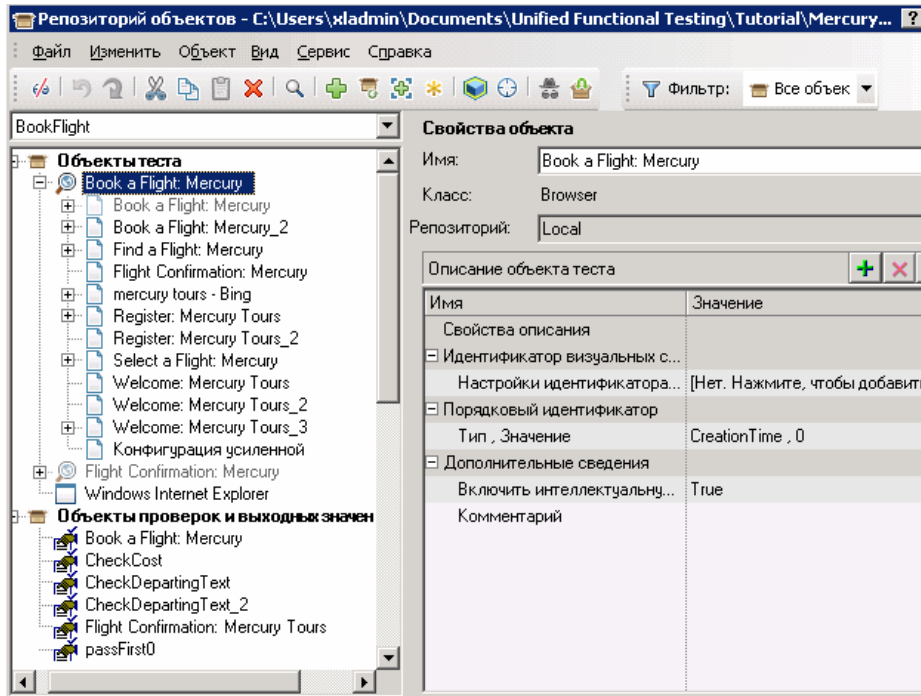 Репозиторий объектов - C:\Users\xladmin\Documents\Unified Functional Testing\Tutorial\Mercury... ?
Файл Изменить Объект Вид Сервис Справка
Фильтр: Все объек
BookFlight
Объекты теста
Book a Flight: Mercury
Book a Flight: Mercury
Book a Flight: Mercury_2
Find a Flight: Mercury
Flight Confirmation: Mercury
mercury tours - Bing
Register: Mercury Tours
Register: Mercury Tours_2
Select a Flight: Mercury
Welcome: Mercury Tours
Welcome: Mercury Tours_2
Welcome: Mercury Tours_3
Конфигурация усиленной
Flight Confirmation: Mercury
Windows Internet Explorer
Объекты проверок и выходных значен
Book a Flight: Mercury
CheckCost
CheckDepartingText
CheckDepartingText_2
Flight Confirmation: Mercury Tours
passFirst0
Свойства объекта
Имя: Book a Flight: Mercury
Класс: Browser
Репозиторий: Local
Описание объекта теста
Имя Значение
Свойства описания
Идентификатор визуальных с...
Настройки идентификатора... [Нет. Нажмите, чтобы добавит
Порядковый идентификатор
Тип , Значение CreationTime , 0
Дополнительные сведения
Включить интеллектуальну... True
Комментарий